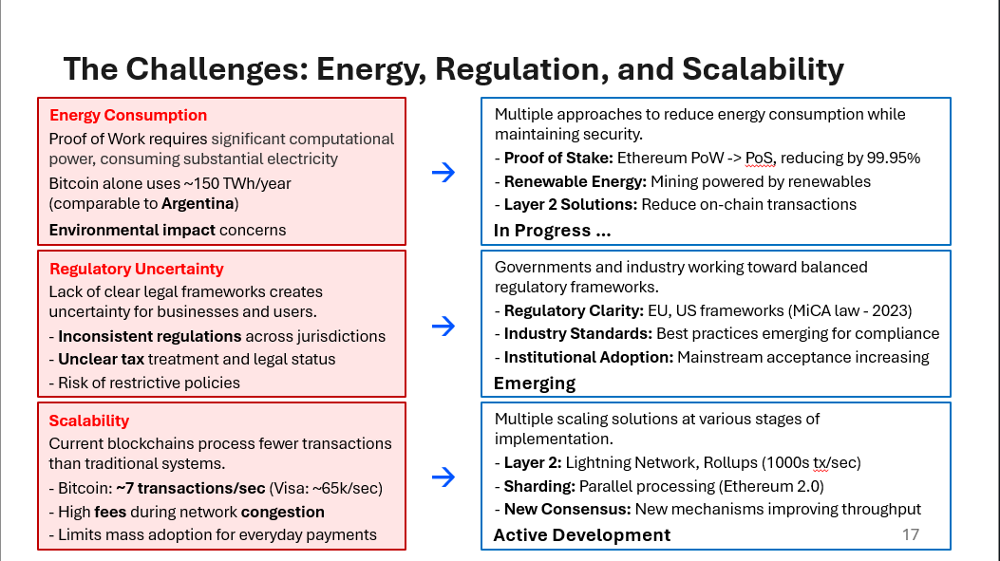 The Challenges: Energy, Regulation, and Scalability
Energy Consumption
Proof of Work requires significant computational
power, consuming substantial electricity
Bitcoin alone uses ~150 TWh/year
(comparable to Argentina)
Environmental impact concerns
Multiple approaches to reduce energy consumption while
maintaining security.
- Proof of Stake: Ethereum PoW -> PoS, reducing by 99.95%
- Renewable Energy: Mining powered by renewables
- Layer 2 Solutions: Reduce on-chain transactions
In Progress ...
Regulatory Uncertainty
Lack of clear legal frameworks creates
uncertainty for businesses and users.
- Inconsistent regulations across jurisdictions
- Unclear tax treatment and legal status
- Risk of restrictive policies
Governments and industry working toward balanced
regulatory frameworks.
- Regulatory Clarity: EU, US frameworks (MiCA law - 2023)
- Industry Standards: Best practices emerging for compliance
- Institutional Adoption: Mainstream acceptance increasing
Emerging
Scalability
Current blockchains process fewer transactions
than traditional systems.
- Bitcoin: ~7 transactions/sec (Visa: ~65k/sec)
- High fees during network congestion
- Limits mass adoption for everyday payments
Multiple scaling solutions at various stages of
implementation.
- Layer 2: Lightning Network, Rollups (1000s tx/sec)
- Sharding: Parallel processing (Ethereum 2.0)
- New Consensus: New mechanisms improving throughput
Active Development
17